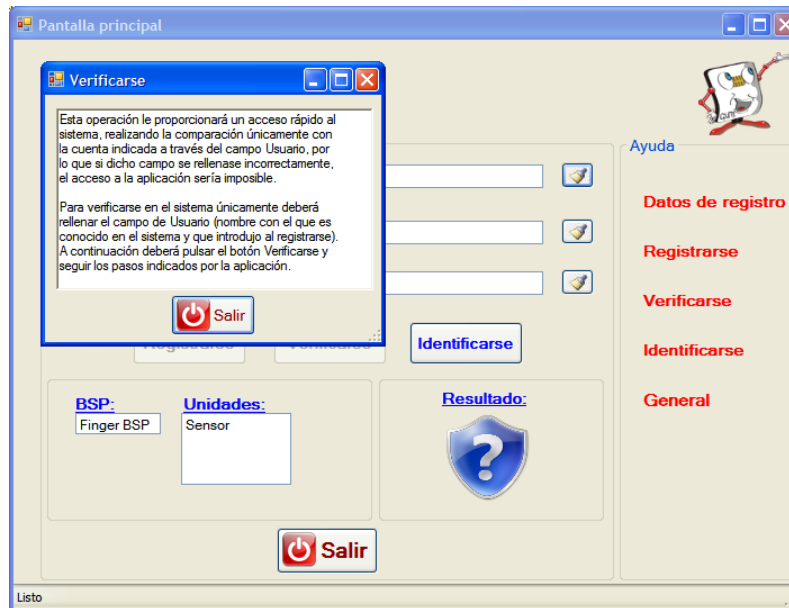 Pantalla principal
Verificarse
Esta operación le proporcionará un acceso rápido al
sistema, realizando la comparación únicamente con
la cuenta indicada a través del campo Usuario, por
lo que si dicho campo se rellenase incorrectamente,
el acceso a la aplicación sería imposible.
Para verificarse en el sistema únicamente deberá
rellenar el campo de Usuario (nombre con el que es
conocido en el sistema y que introdujo al registrarse).
A continuación deberá pulsar el botón Verificarse y
seguir los pasos indicados por la aplicación.
Salir
Registrarse Verificarse Identificarse
BSP: Unidades:
Finger BSP Sensor
Resultado:
Salir
Ayuda
Datos de registro
Registrarse
Verificarse
Identificarse
General
Listo